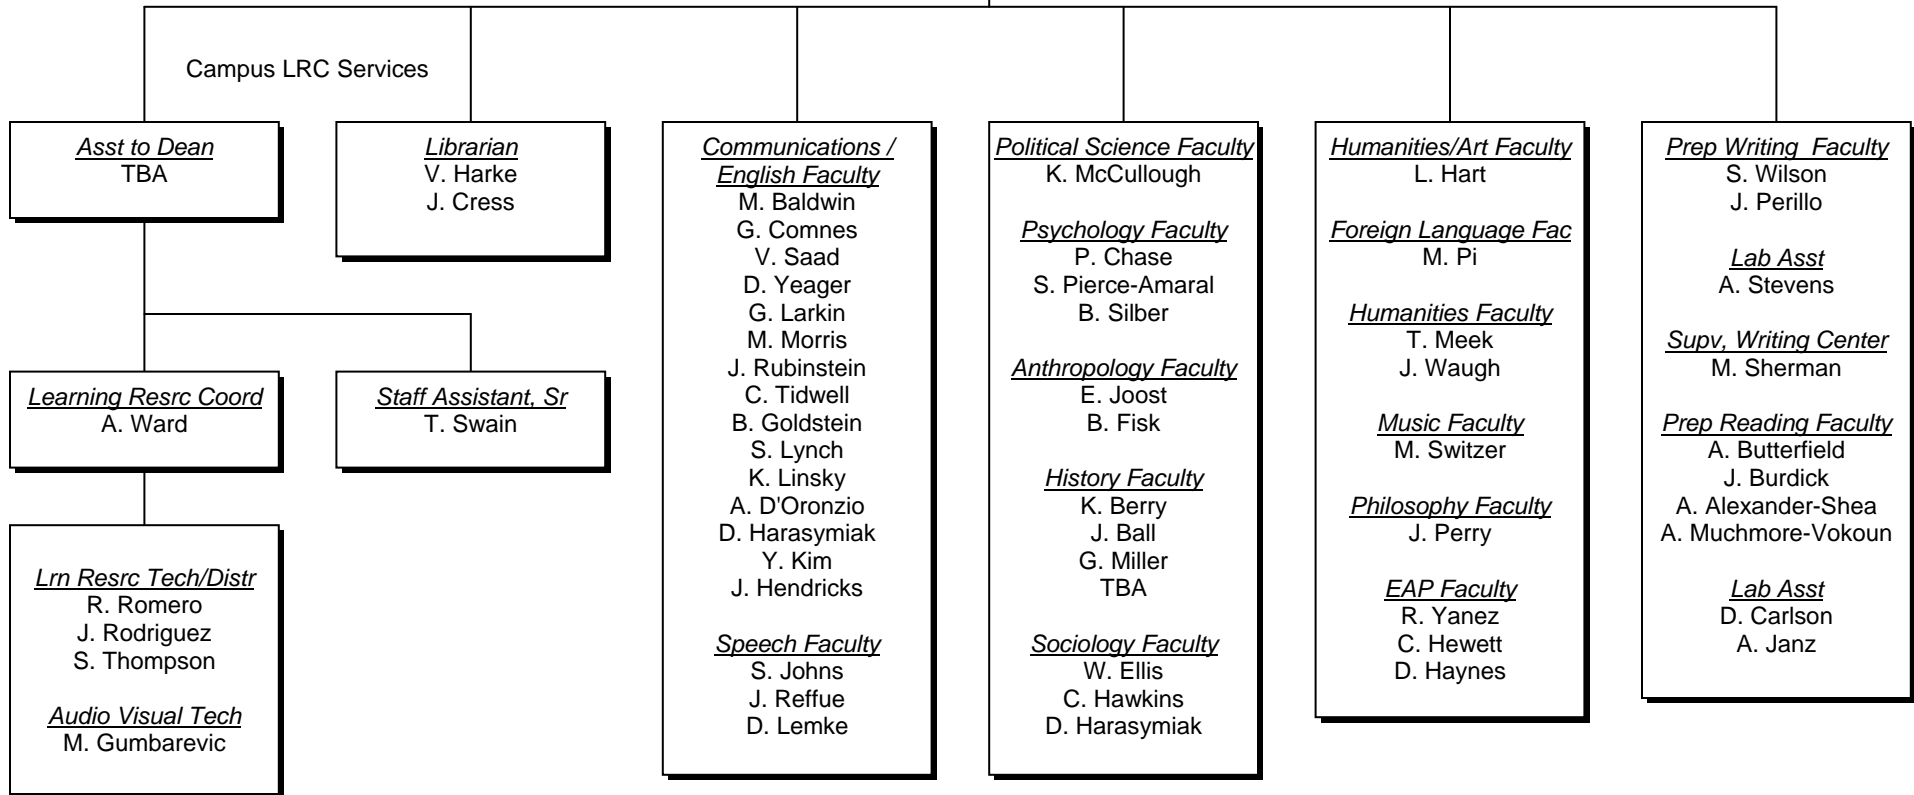 Campus LRC Services
Asst to Dean
TBA
Librarian
V. Harke
J. Cress
Learning Resrc Coord
A. Ward
Staff Assistant, Sr
T. Swain
Lrn Resrc Tech/Distr
R. Romero
J. Rodriguez
S. Thompson
Audio Visual Tech
M. Gumbarevic
Communications /
English Faculty
M. Baldwin
G. Comnes
V. Saad
D. Yeager
G. Larkin
M. Morris
J. Rubinstein
C. Tidwell
B. Goldstein
S. Lynch
K. Linsky
A. D'Oronzio
D. Harasymiak
Y. Kim
J. Hendricks
Speech Faculty
S. Johns
J. Reffue
D. Lemke
Political Science Faculty
K. McCullough
Psychology Faculty
P. Chase
S. Pierce-Amaral
B. Silber
Anthropology Faculty
E. Joost
B. Fisk
History Faculty
K. Berry
J. Ball
G. Miller
TBA
Sociology Faculty
W. Ellis
C. Hawkins
D. Harasymiak
Humanities/Art Faculty
L. Hart
Foreign Language Fac
M. Pi
Humanities Faculty
T. Meek
J. Waugh
Music Faculty
M. Switzer
Philosophy Faculty
J. Perry
EAP Faculty
R. Yanez
C. Hewett
D. Haynes
Prep Writing  Faculty
S. Wilson
J. Perillo
Lab Asst
A. Stevens
Supv, Writing Center
M. Sherman
Prep Reading Faculty
A. Butterfield
J. Burdick
A. Alexander-Shea
A. Muchmore-Vokoun
Lab Asst
D. Carlson
A. Janz